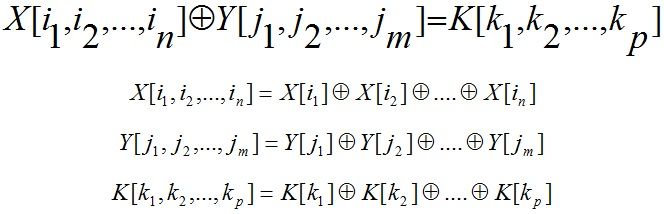 X[i₁,i₂,...,iₙ]⊕Y[j₁,j₂,...,jₘ]=K[k₁,k₂,...,kₚ]
X[i₁,i₂,...,iₙ] = X[i₁]⊕X[i₂]⊕....⊕X[iₙ]
Y[j₁,j₂,...,jₘ] = Y[j₁]⊕Y[j₂]⊕....⊕Y[jₘ]
K[k₁,k₂,...,kₚ] = K[k₁]⊕K[k₂]⊕....⊕K[kₚ]